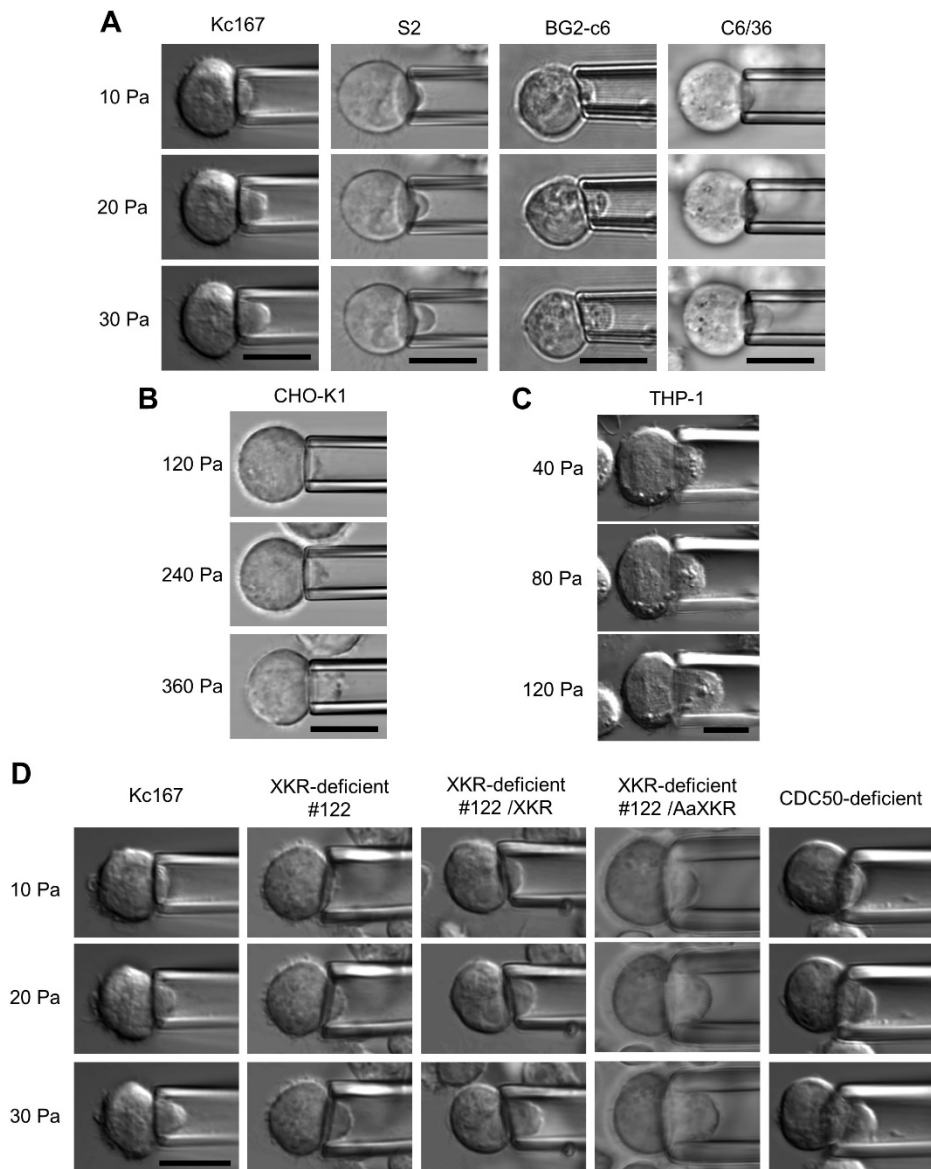 A
Kc167 S2 BG2-c6 C6/36
10 Pa
20 Pa
30 Pa
B
CHO-K1
120 Pa
240 Pa
360 Pa
C
THP-1
40 Pa
80 Pa
120 Pa
D
Kc167
XKR-deficient
#122
XKR-deficient
#122 /XKR
XKR-deficient
#122 /AaXKR
CDC50-deficient
10 Pa
20 Pa
30 Pa